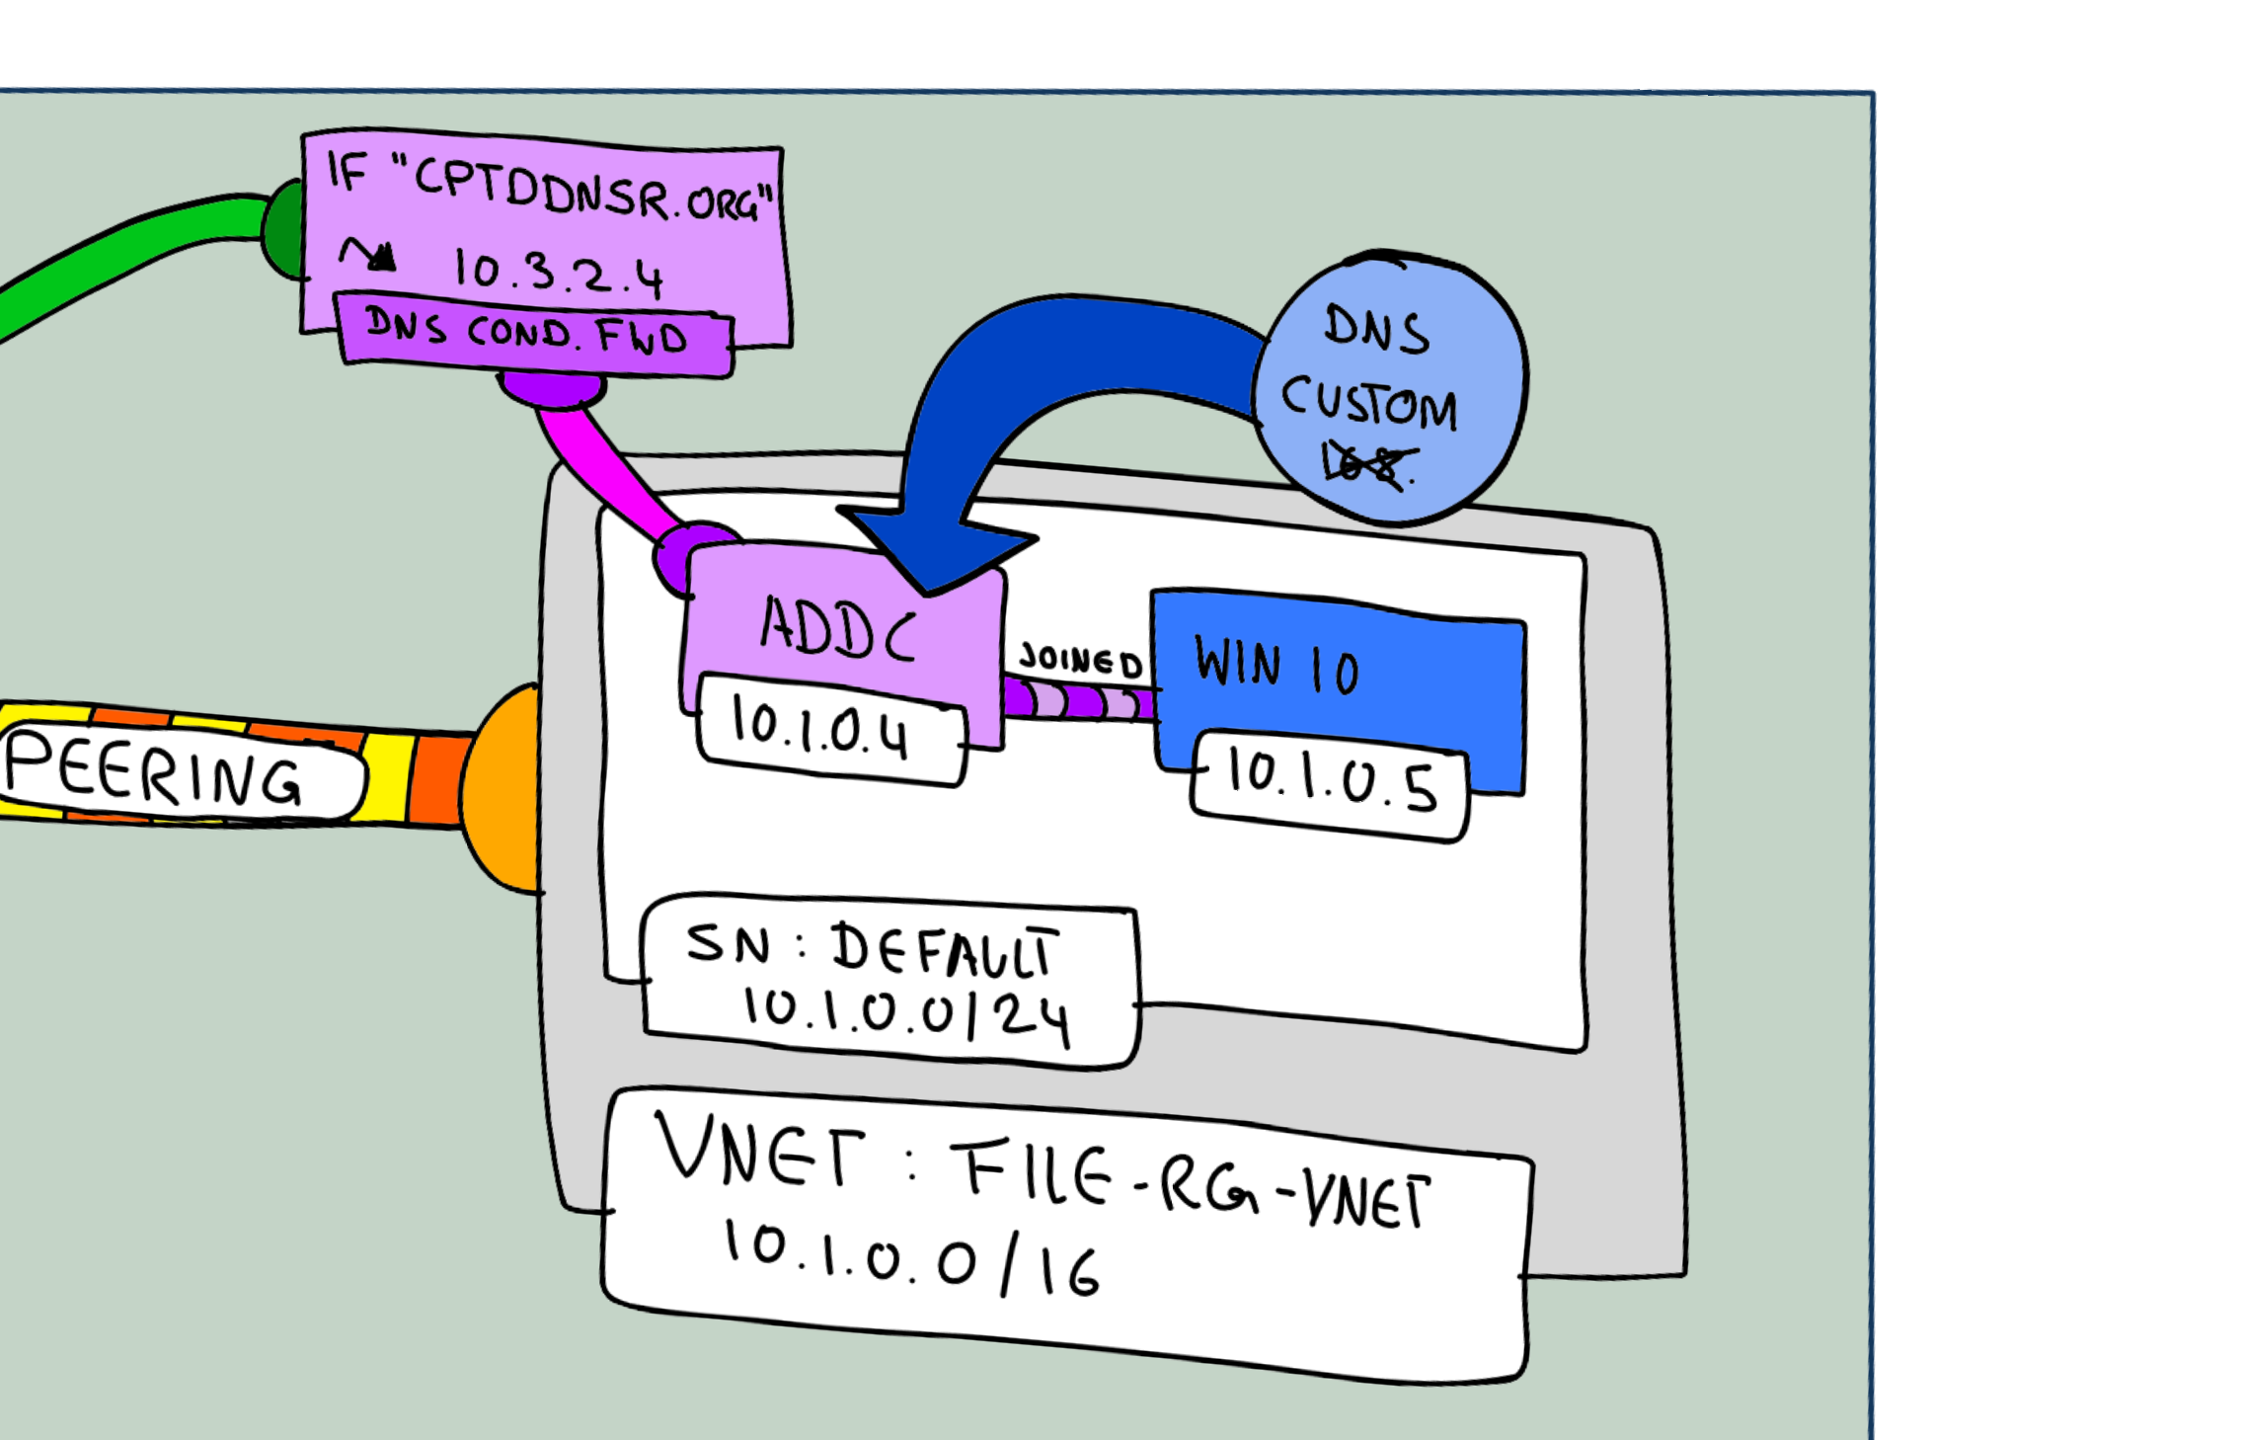 IF "CPTDDNSR.ORG"
10.3.2.4
DNS COND. FWD
DNS
CUSTOM
ADDC
10.1.0.4
JOINED
WIN 10
10.1.0.5
PEERING
SN : DEFAULT
10.1.0.0/24
VNET : FILE-RG-VNET
10.1.0.0/16